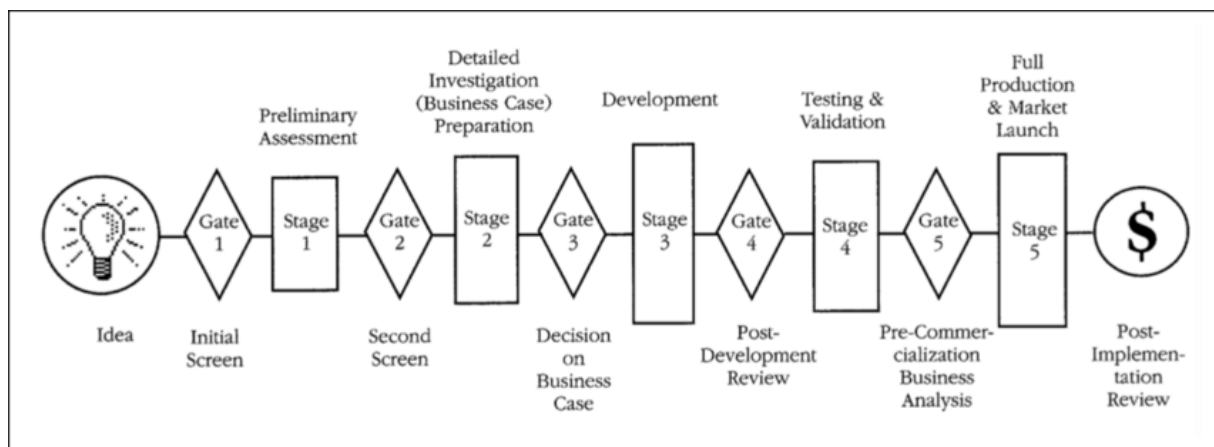 Detailed
Investigation
(Business Case)
Preparation
Full
Production
& Market
Launch
Preliminary
Assessment
Development
Testing &
Validation
Gate
1
Stage
1
Gate
2
Stage
2
Gate
3
Stage
3
Gate
4
Stage
4
Gate
5
Stage
5
$
Idea
Initial
Screen
Second
Screen
Decision
on
Business
Case
Post-
Development
Review
Pre-Commer-
cialization
Business
Analysis
Post-
Implemen-
tation
Review